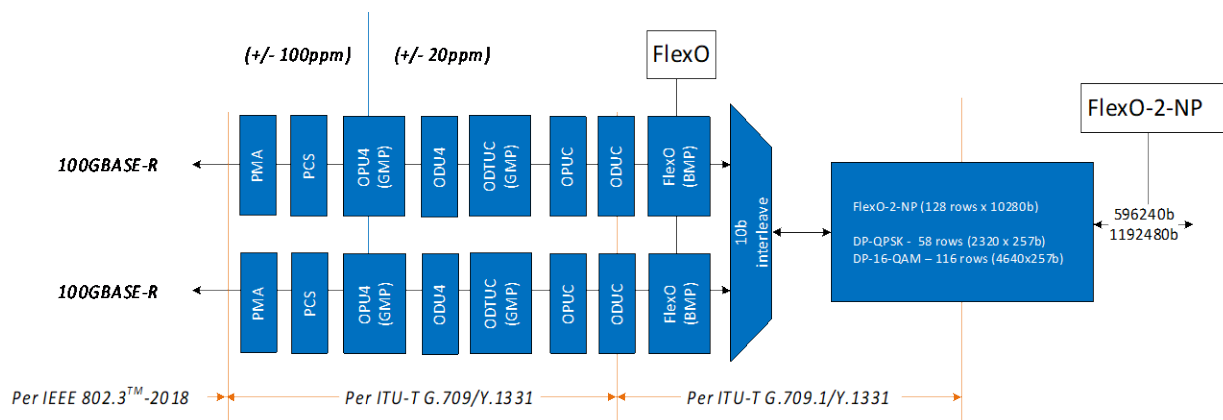 (+/- 100ppm)
(+/- 20ppm)
FlexO
FlexO-2-NP
100GBASE-R
PMA
PCS
OPU4
(GMP)
ODU4
ODTUC
(GMP)
OPUC
ODUC
FlexO
(BMP)
10b
interleave
FlexO-2-NP (128 rows x 10280b)
DP-QPSK - 58 rows (2320 x 257b)
DP-16-QAM – 116 rows (4640x257b)
596240b
1192480b
100GBASE-R
PMA
PCS
OPU4
(GMP)
ODU4
ODTUC
(GMP)
OPUC
ODUC
FlexO
(BMP)
Per IEEE 802.3™-2018
Per ITU-T G.709/Y.1331
Per ITU-T G.709.1/Y.1331